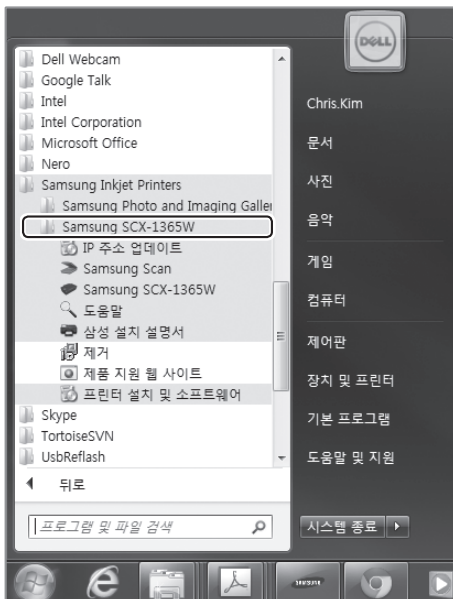 DELL
Dell Webcam
Google Talk
Intel
Intel Corporation
Microsoft Office
Nero
Samsung Inkjet Printers
Samsung Photo and Imaging Galler
Samsung SCX-1365W
IP 주소 업데이트
Samsung Scan
Samsung SCX-1365W
도움말
삼성 설치 설명서
제거
제품 지원 웹 사이트
프린터 설치 및 소프트웨어
Skype
TortoiseSVN
UsbReflash
뒤로
프로그램 및 파일 검색
Chris.Kim
문서
사진
음악
게임
컴퓨터
제어판
장치 및 프린터
기본 프로그램
도움말 및 지원
시스템 종료
SAMSUNG